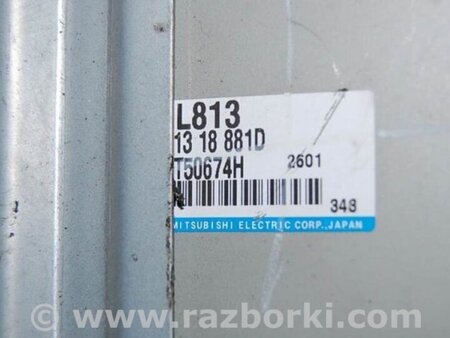 L813
13 18 881D
T50674H 2601
348
MITSUBISHI ELECTRIC CORP., JAPAN
www.razborki.com